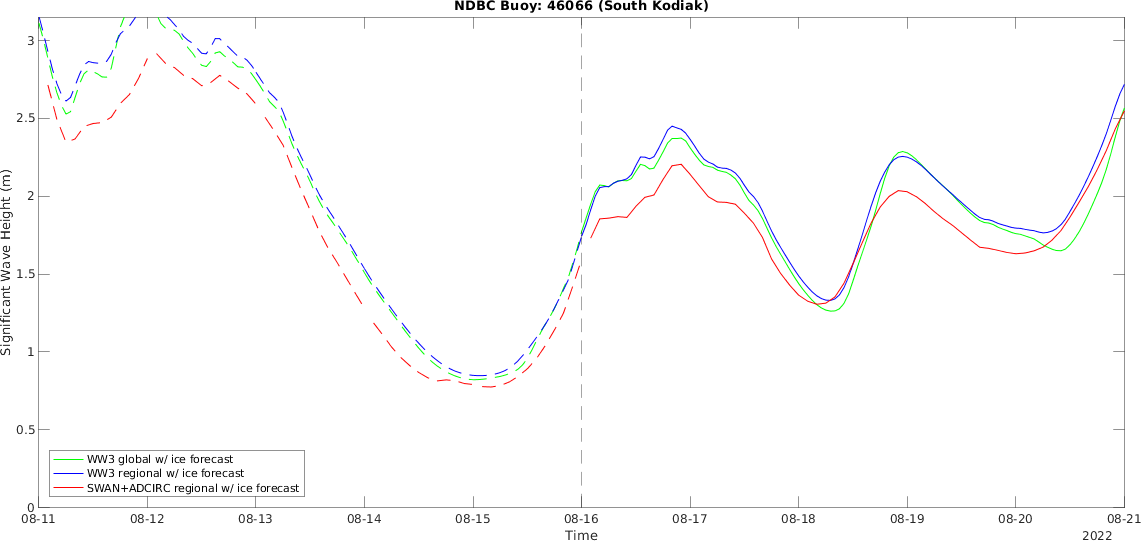 NDBC Buoy: 46066 (South Kodiak)
Significant Wave Height (m)
3
2.5
2
1.5
1
0.5
0
WW3 global w/ ice forecast
WW3 regional w/ ice forecast
SWAN+ADCIRC regional w/ ice forecast
08-11 08-12 08-13 08-14 08-15 08-16 08-17 08-18 08-19 08-20 08-21
Time
2022